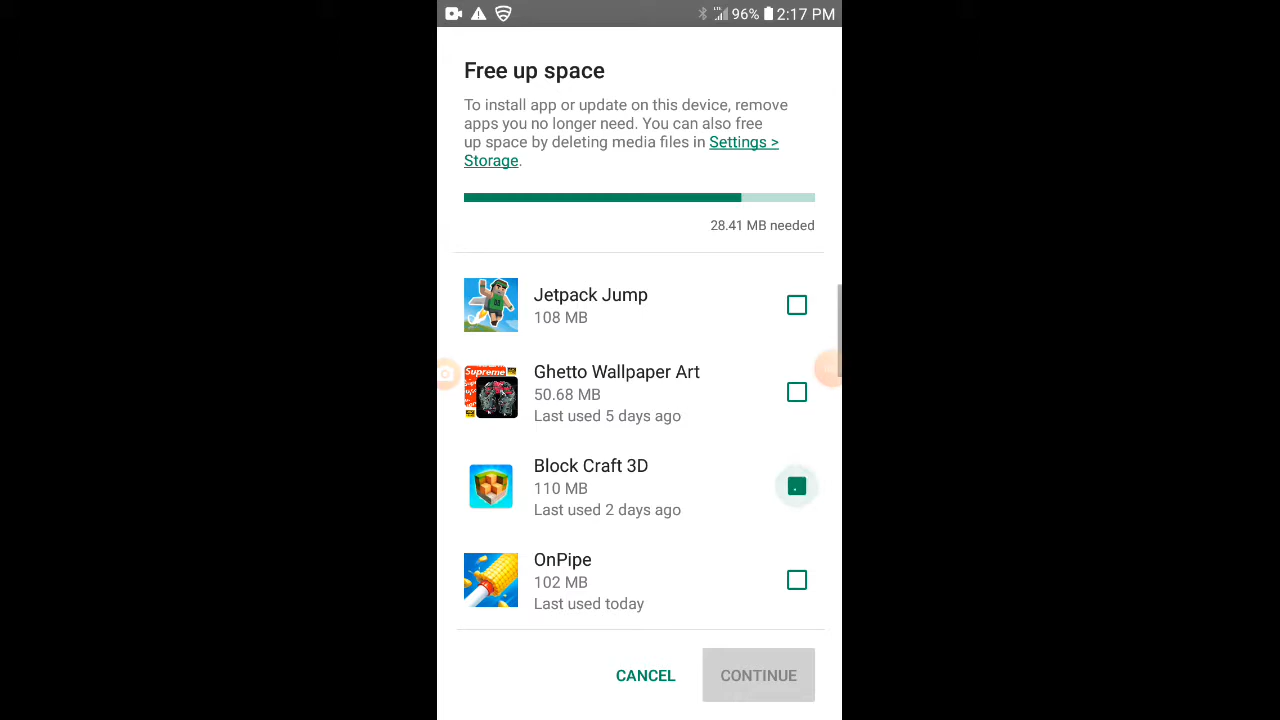 96% 2:17 PM
Free up space
To install app or update on this device, remove
apps you no longer need. You can also free
up space by deleting media files in Settings >
Storage.
28.41 MB needed
Jetpack Jump
108 MB
Supreme
Ghetto Wallpaper Art
50.68 MB
Last used 5 days ago
Block Craft 3D
110 MB
Last used 2 days ago
OnPipe
102 MB
Last used today
CANCEL CONTINUE